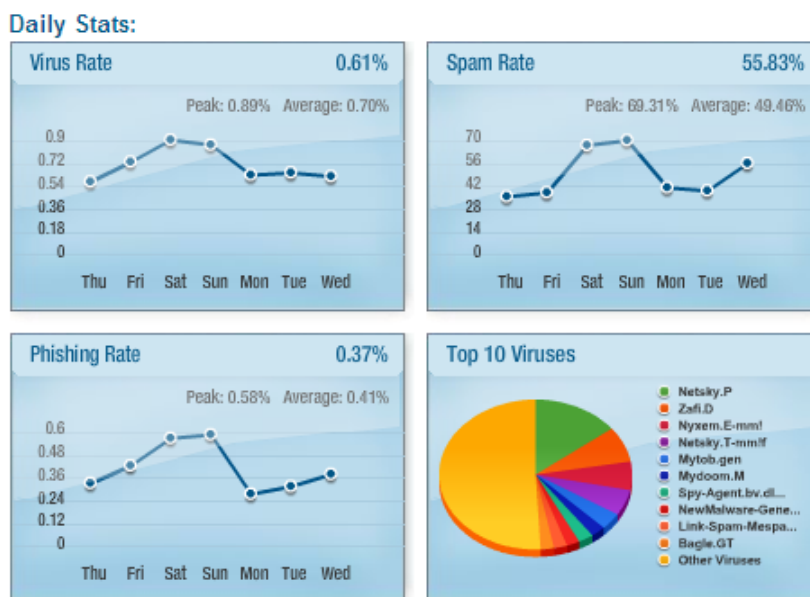 Daily Stats:
Virus Rate 0.61%
Peak: 0.89% Average: 0.70%
0.9
0.72
0.54
0.36
0.18
0
Thu Fri Sat Sun Mon Tue Wed
Spam Rate 55.83%
Peak: 69.31% Average: 49.46%
70
56
42
28
14
0
Thu Fri Sat Sun Mon Tue Wed
Phishing Rate 0.37%
Peak: 0.58% Average: 0.41%
0.6
0.48
0.36
0.24
0.12
0
Thu Fri Sat Sun Mon Tue Wed
Top 10 Viruses
Netsky.P
Zafi.D
Nyxem.E-mm!
Netsky.T-mm!f
Mytob.gen
Mydoom.M
Spy-Agent.bv.dl...
NewMalware-Gene...
Link-Spam-Mespa...
Bagle.GT
Other Viruses